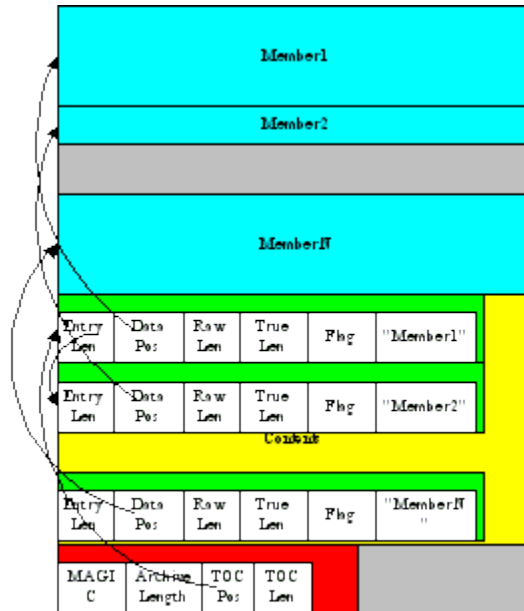 Member1
Member2
MemberN
Entry Len
Data Pos
Raw Len
True Len
Flag
"Member1"
Entry Len
Data Pos
Raw Len
True Len
Flag
"Member2"
Contents
Entry Len
Data Pos
Raw Len
True Len
Flag
"MemberN
"
MAGI
C
Archive
Length
TOC
Pos
TOC
Len